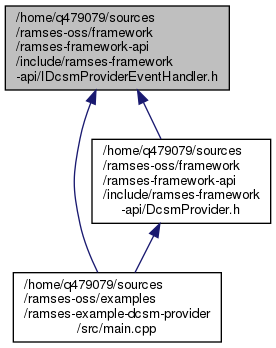 /home/q479079/sources
/ramses-oss/framework
/ramses-framework-api
/include/ramses-framework
-api/IDcsmProviderEventHandler.h
/home/q479079/sources
/ramses-oss/framework
/ramses-framework-api
/include/ramses-framework
-api/DcsmProvider.h
/home/q479079/sources
/ramses-oss/examples
/ramses-example-dcsm-provider
/src/main.cpp